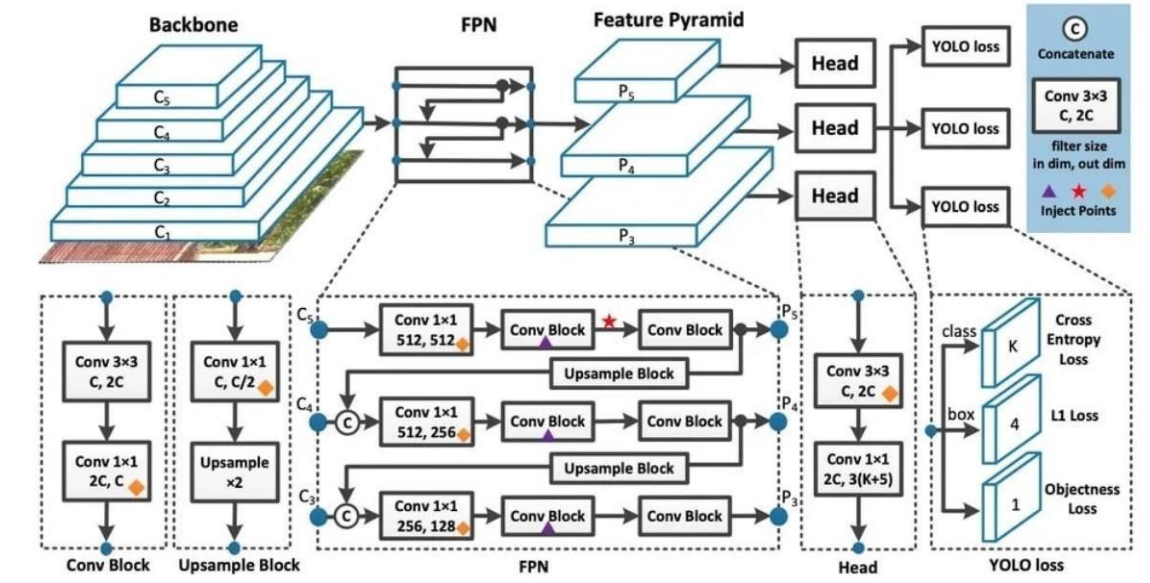 Backbone
FPN
Feature Pyramid
C5
C4
C3
C2
C1
P5
P4
P3
Head
Head
Head
YOLO loss
YOLO loss
YOLO loss
C
Concatenate
Conv 3×3
C, 2C
filter size
in dim, out dim
Inject Points
Conv 3×3
C, 2C
Conv 1×1
2C, C
Conv Block
Conv 1×1
C, C/2
Upsample
×2
Upsample Block
C5
Conv 1×1
512, 512
Conv Block
Conv Block
P5
Upsample Block
C4
C
Conv 1×1
512, 256
Conv Block
Conv Block
P4
Upsample Block
C3
C
Conv 1×1
256, 128
Conv Block
Conv Block
P3
FPN
Conv 3×3
C, 2C
Conv 1×1
2C, 3(K+5)
Head
class
K
Cross
Entropy
Loss
box
4
L1 Loss
1
Objectness
Loss
YOLO loss